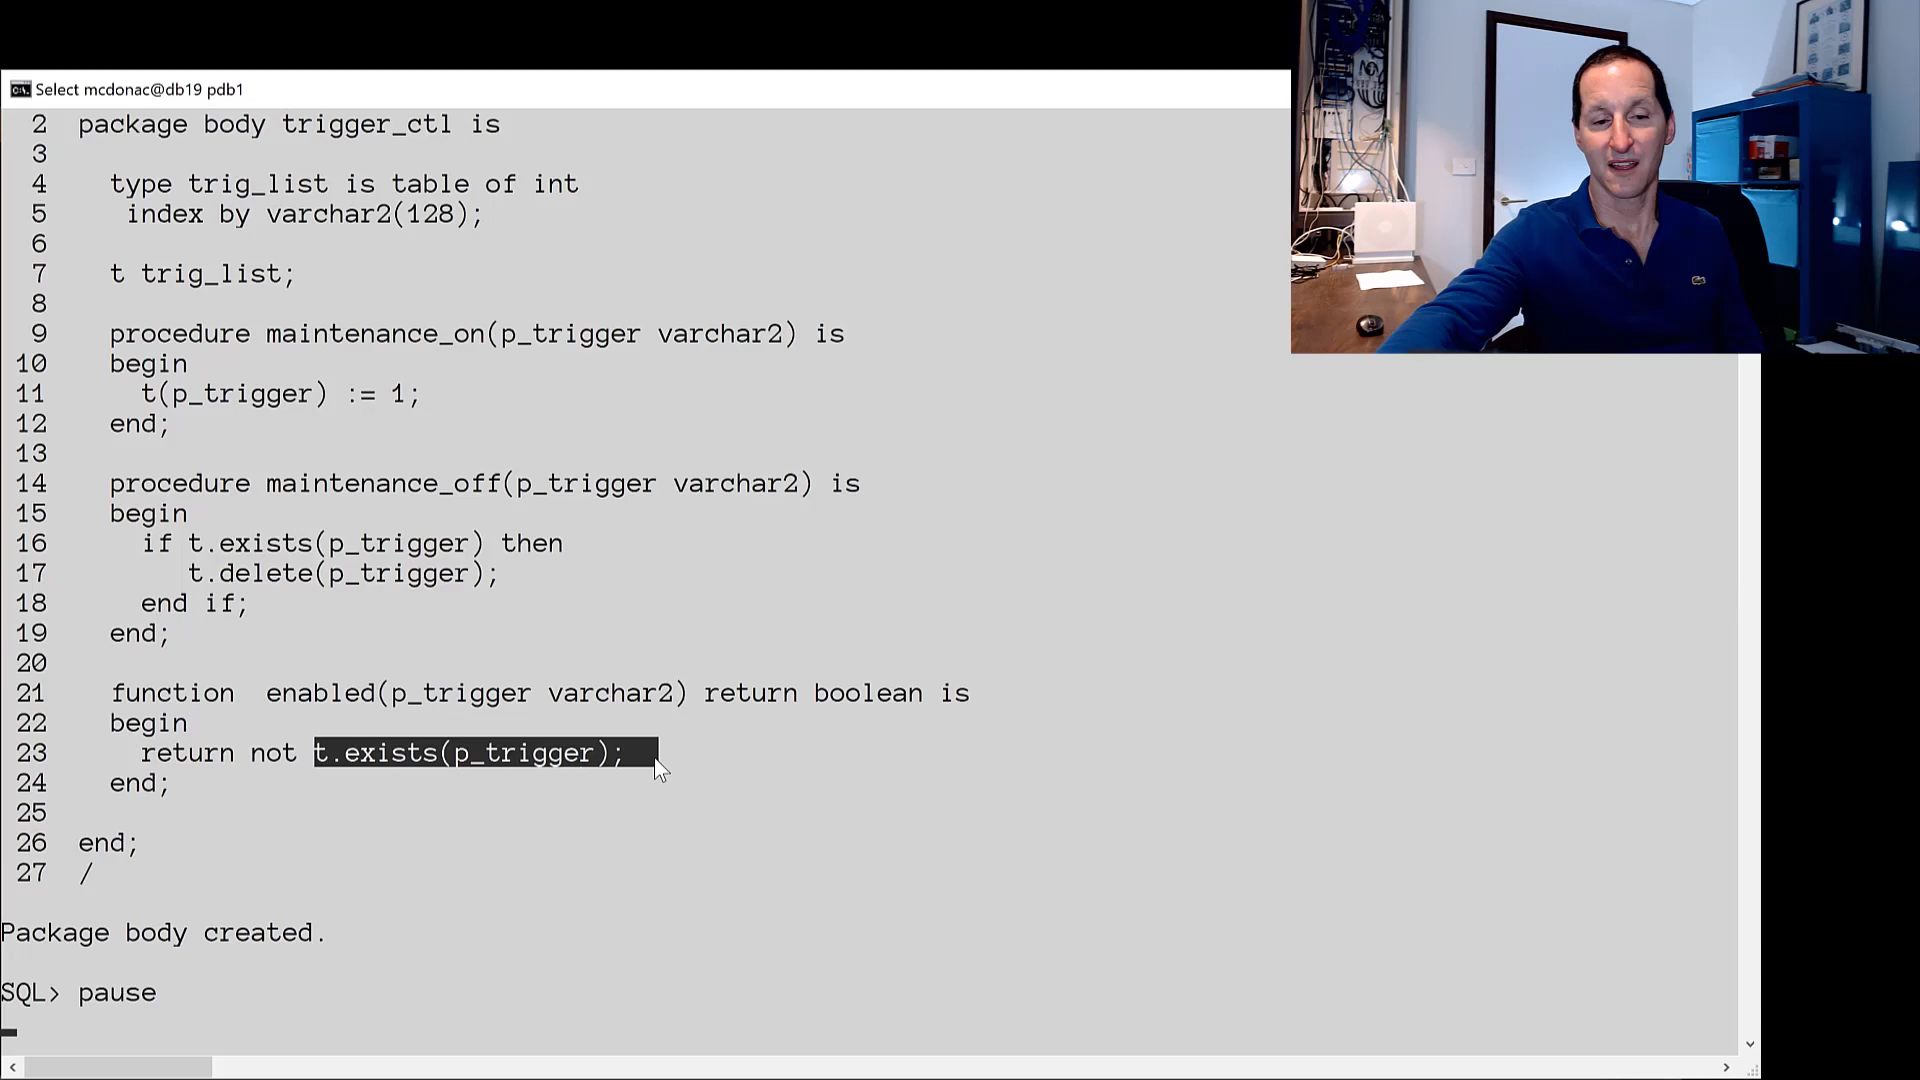 Select mcdonac@db19 pdb1
2 package body trigger_ctl is
3
4 type trig_list is table of int
5 index by varchar2(128);
6
7 t trig_list;
8
9 procedure maintenance_on(p_trigger varchar2) is
10 begin
11 t(p_trigger) := 1;
12 end;
13
14 procedure maintenance_off(p_trigger varchar2) is
15 begin
16 if t.exists(p_trigger) then
17 t.delete(p_trigger);
18 end if;
19 end;
20
21 function enabled(p_trigger varchar2) return boolean is
22 begin
23 return not t.exists(p_trigger);
24 end;
25
26 end;
27 /
Package body created.
SQL> pause